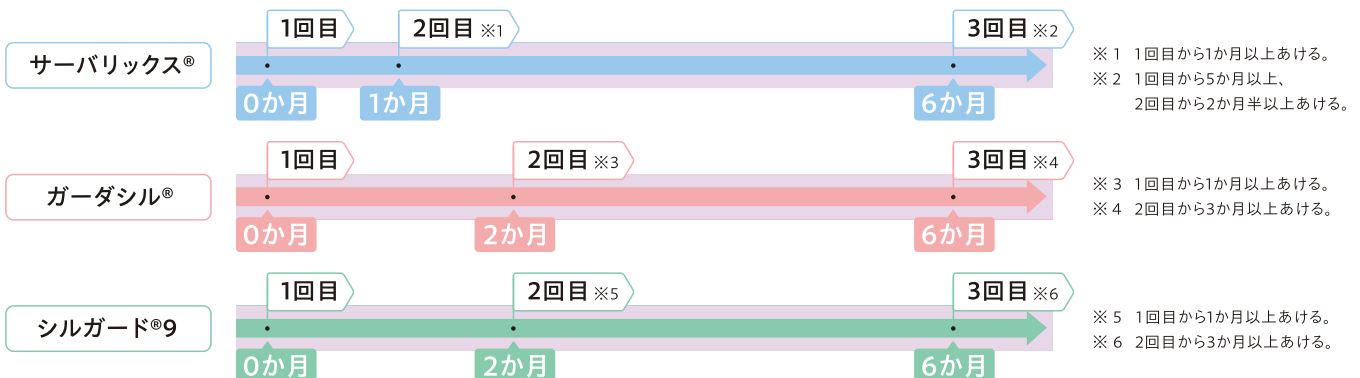 1回目
2回目 ※1
3回目 ※2
サーバリックス®
0か月
1か月
6か月
※ 1 1回目から1か月以上あける。
※ 2 1回目から5か月以上、
2回目から2か月半以上あける。
1回目
2回目 ※3
3回目 ※4
ガーダシル®
0か月
2か月
6か月
※ 3 1回目から1か月以上あける。
※ 4 2回目から3か月以上あける。
1回目
2回目 ※5
3回目 ※6
シルガード®9
0か月
2か月
6か月
※ 5 1回目から1か月以上あける。
※ 6 2回目から3か月以上あける。